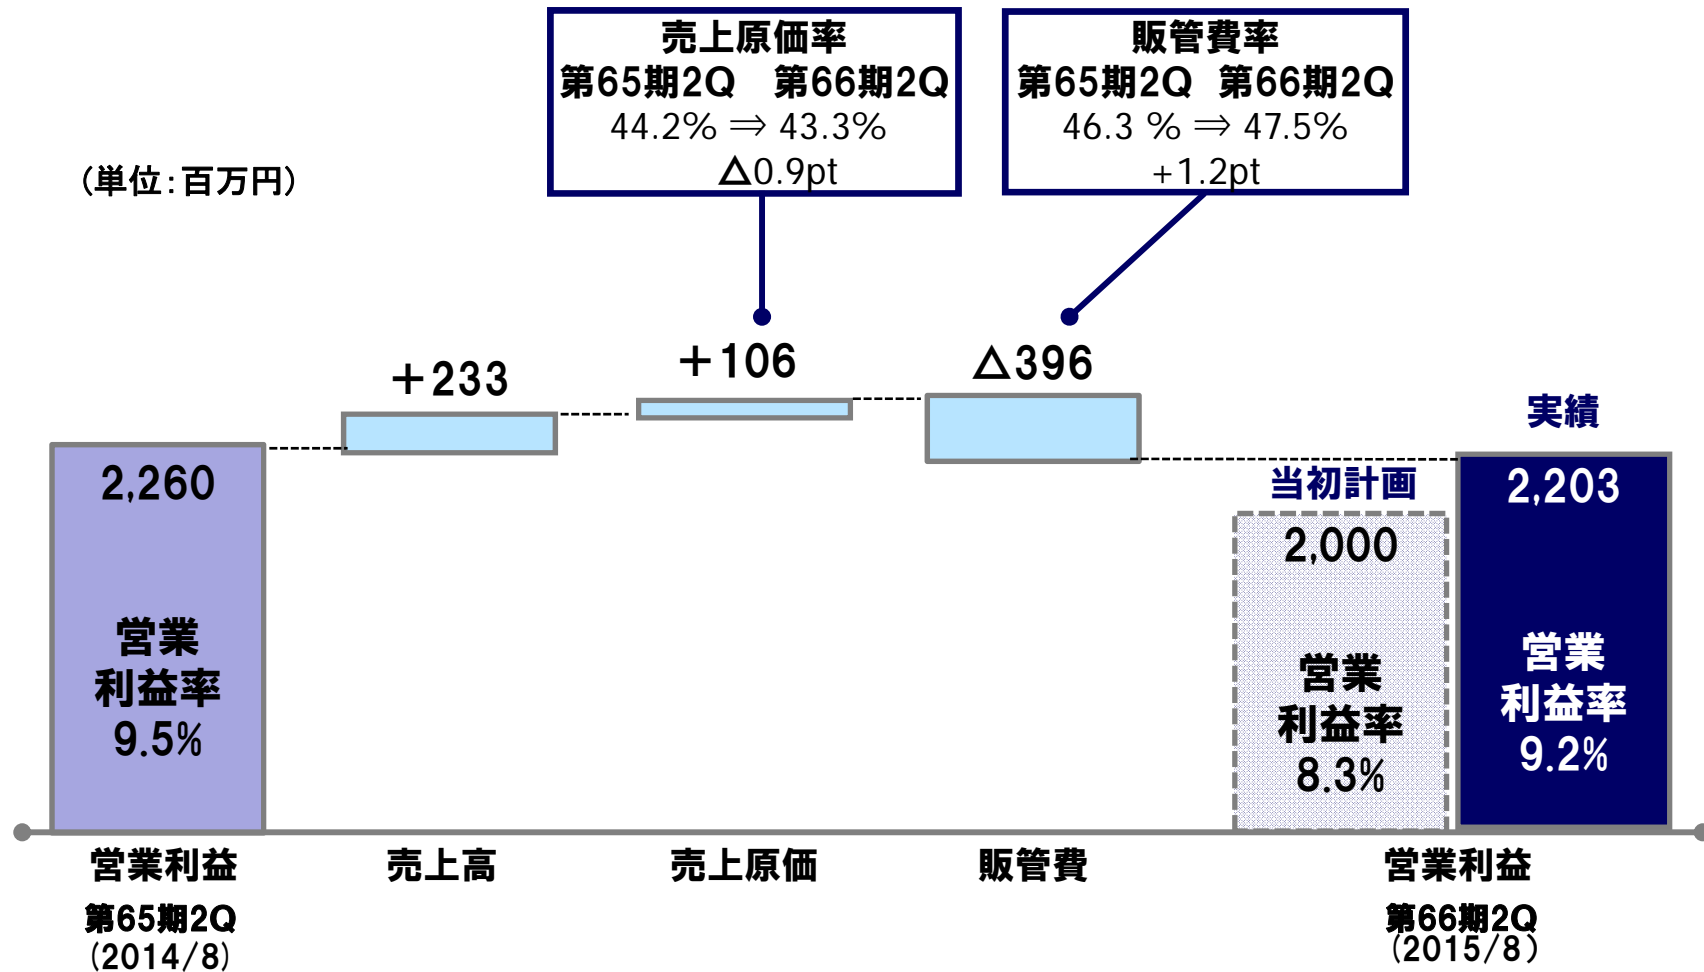 売上原価率
第65期2Q 第66期2Q
44.2% ⇒ 43.3%
△0.9pt
販管費率
第65期2Q 第66期2Q
46.3 % ⇒ 47.5%
+1.2pt
（単位：百万円）
＋233
＋106
△396
実績
当初計画
2,260
営業
利益率
9.5%
2,000
営業
利益率
8.3%
2,203
営業
利益率
9.2%
営業利益
第65期2Q
(2014/8)
売上高
売上原価
販管費
営業利益
第66期2Q
(2015/8)